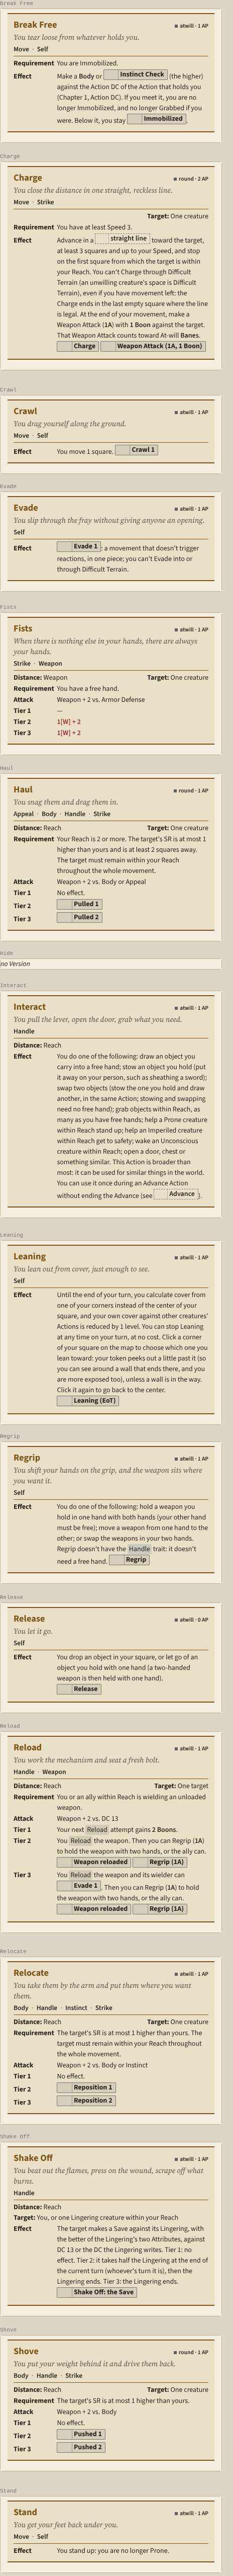 Break Free
Break Free ■ atwill · 1 AP
You tear loose from whatever holds you.
Move · Self
Requirement You are Immobilized.
Effect Make a Body or Instinct Check (the higher)
against the Action DC of the Action that holds you
(Chapter 1, Action DC). If you meet it, you are no
longer Immobilized, and no longer Grabbed if you
were. Below it, you stay Immobilized.
Charge
Charge ■ round · 2 AP
You close the distance in one straight, reckless line.
Move · Strike
Target: One creature
Requirement You have at least Speed 3.
Effect Advance in a straight line toward the target,
at least 3 squares and up to your Speed, and stop
on the first square from which the target is within
your Reach. You can't Charge through Difficult
Terrain (an unwilling creature's space is Difficult
Terrain), even if you have movement left: the
Charge ends in the last empty square where the line
is legal. At the end of your movement, make a
Weapon Attack (1A) with 1 Boon against the target.
That Weapon Attack counts toward At-will Banes.
Charge Weapon Attack (1A, 1 Boon)
Crawl
Crawl ■ atwill · 1 AP
You drag yourself along the ground.
Move · Self
Effect You move 1 square. Crawl 1
Evade
Evade ■ atwill · 1 AP
You slip through the fray without giving anyone an opening.
Self
Effect Evade 1: a movement that doesn't trigger
reactions, in one piece; you can't Evade into or
through Difficult Terrain.
Fists
Fists ■ atwill · 1 AP
When there is nothing else in your hands, there are always
your hands.
Strike · Weapon
Distance: Weapon Target: One creature
Requirement You have a free hand.
Attack Weapon + 2 vs. Armor Defense
Tier 1 —
Tier 2 1[W] + 2
Tier 3 1[W] + 2
Haul
Haul ■ round · 1 AP
You snag them and drag them in.
Appeal · Body · Handle · Strike
Distance: Reach Target: One creature
Requirement Your Reach is 2 or more. The target's SR is at most 1
higher than yours and is at least 2 squares away.
The target must remain within your Reach
throughout the whole movement.
Attack Weapon + 2 vs. Body or Appeal
Tier 1 No effect.
Tier 2 Pulled 1
Tier 3 Pulled 2
Hide
no Version
Interact
Interact ■ atwill · 1 AP
You pull the lever, open the door, grab what you need.
Handle
Distance: Reach
Effect You do one of the following: draw an object you
carry into a free hand; stow an object you hold (put
it away on your person, such as sheathing a sword);
swap two objects (stow the one you hold and draw
another, in the same Action; stowing and swapping
need no free hand); grab objects within Reach, as
many as you have free hands; help a Prone creature
within Reach stand up; help an Imperiled creature
within Reach get to safety; wake an Unconscious
creature within Reach; open a door, chest or
something similar. This Action is broader than
most: it can be used for similar things in the world.
You can use it once during an Advance Action
without ending the Advance (see Advance).
Leaning
Leaning ■ atwill · 1 AP
You lean out from cover, just enough to see.
Self
Effect Until the end of your turn, you calculate cover from
one of your corners instead of the center of your
square, and your own cover against other creatures'
Actions is reduced by 1 level. You can stop Leaning
at any time on your turn, at no cost. Click a corner
of your square on the map to choose which one you
lean toward: your token peeks out a little past it (so
you can see around a wall that ends there, and you
are more exposed too), unless a wall is in the way.
Click it again to go back to the center.
Leaning (EoT)
Regrip
Regrip ■ atwill · 1 AP
You shift your hands on the grip, and the weapon sits where
you want it.
Self
Effect You do one of the following: hold a weapon you
hold in one hand with both hands (your other hand
must be free); move a weapon from one hand to the
other; or swap the weapons in your two hands.
Regrip doesn't have the Handle trait: it doesn't
need a free hand. Regrip
Release
Release ■ atwill · 0 AP
You let it go.
Self
Effect You drop an object in your square, or let go of an
object you hold with one hand (a two-handed
weapon is then held with one hand).
Release
Reload
Reload ■ atwill · 1 AP
You work the mechanism and seat a fresh bolt.
Handle · Weapon
Distance: Reach Target: One target
Requirement You or an ally within Reach is wielding an unloaded
weapon.
Attack Weapon + 2 vs. DC 13
Tier 1 Your next Reload attempt gains 2 Boons.
Tier 2 You Reload the weapon. Then you can Regrip (1A)
to hold the weapon with two hands, or the ally can.
Weapon reloaded Regrip (1A)
Tier 3 You Reload the weapon and its wielder can
Evade 1. Then you can Regrip (1A) to hold
the weapon with two hands, or the ally can.
Weapon reloaded Regrip (1A)
Relocate
Relocate ■ atwill · 1 AP
You take them by the arm and put them where you want
them.
Body · Handle · Instinct · Strike
Distance: Reach Target: One creature
Requirement The target's SR is at most 1 higher than yours. The
target must remain within your Reach throughout
the whole movement.
Attack Weapon + 2 vs. Body or Instinct
Tier 1 No effect.
Tier 2 Reposition 1
Tier 3 Reposition 2
Shake Off
Shake Off ■ atwill · 1 AP
You beat out the flames, press on the wound, scrape off what
burns.
Handle
Distance: Reach
Target: You, or one Lingering creature within your Reach
Effect The target makes a Save against its Lingering, with
the better of the Lingering's two Attributes, against
DC 13 or the DC the Lingering writes. Tier 1: no
effect. Tier 2: it takes half the Lingering at the end of
the current turn (whoever's turn it is), then the
Lingering ends. Tier 3: the Lingering ends.
Shake Off: the Save
Shove
Shove ■ round · 1 AP
You put your weight behind it and drive them back.
Body · Handle · Strike
Distance: Reach Target: One creature
Requirement The target's SR is at most 1 higher than yours.
Attack Weapon + 2 vs. Body
Tier 1 No effect.
Tier 2 Pushed 1
Tier 3 Pushed 2
Stand
Stand ■ atwill · 1 AP
You get your feet back under you.
Move · Self
Effect You stand up: you are no longer Prone.